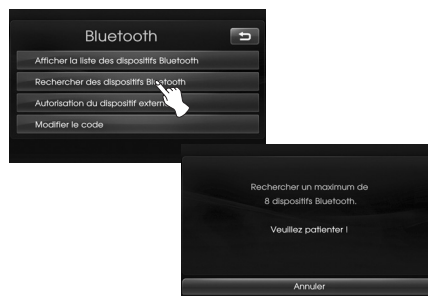 Bluetooth
Afficher la liste des dispositifs Bluetooth
Rechercher des dispositifs Bluetooth
Autorisation du dispositif externe
Modifier le code
Rechercher un maximum de
8 dispositifs Bluetooth.
Veuillez patienter !
Annuler